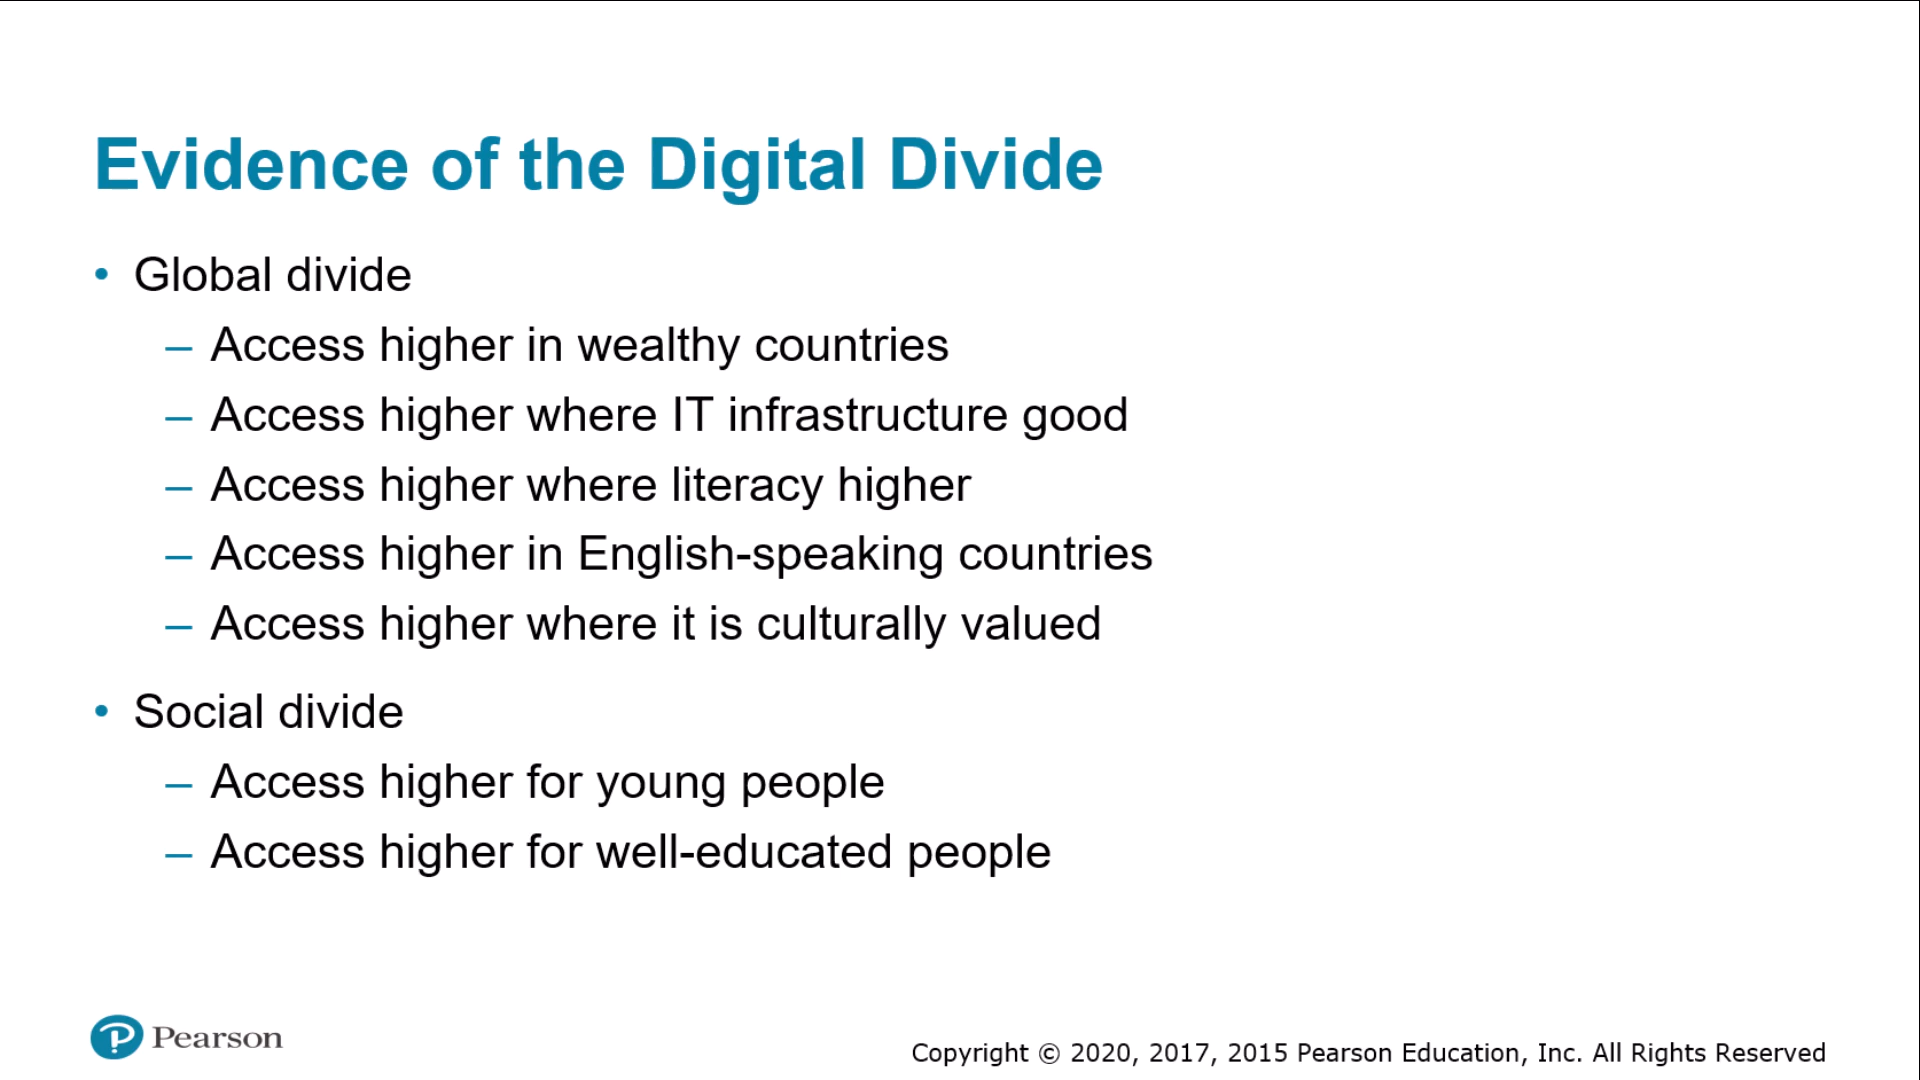 Evidence of the Digital Divide
• Global divide
– Access higher in wealthy countries
– Access higher where IT infrastructure good
– Access higher where literacy higher
– Access higher in English-speaking countries
– Access higher where it is culturally valued
• Social divide
– Access higher for young people
– Access higher for well-educated people
P Pearson
Copyright © 2020, 2017, 2015 Pearson Education, Inc. All Rights Reserved